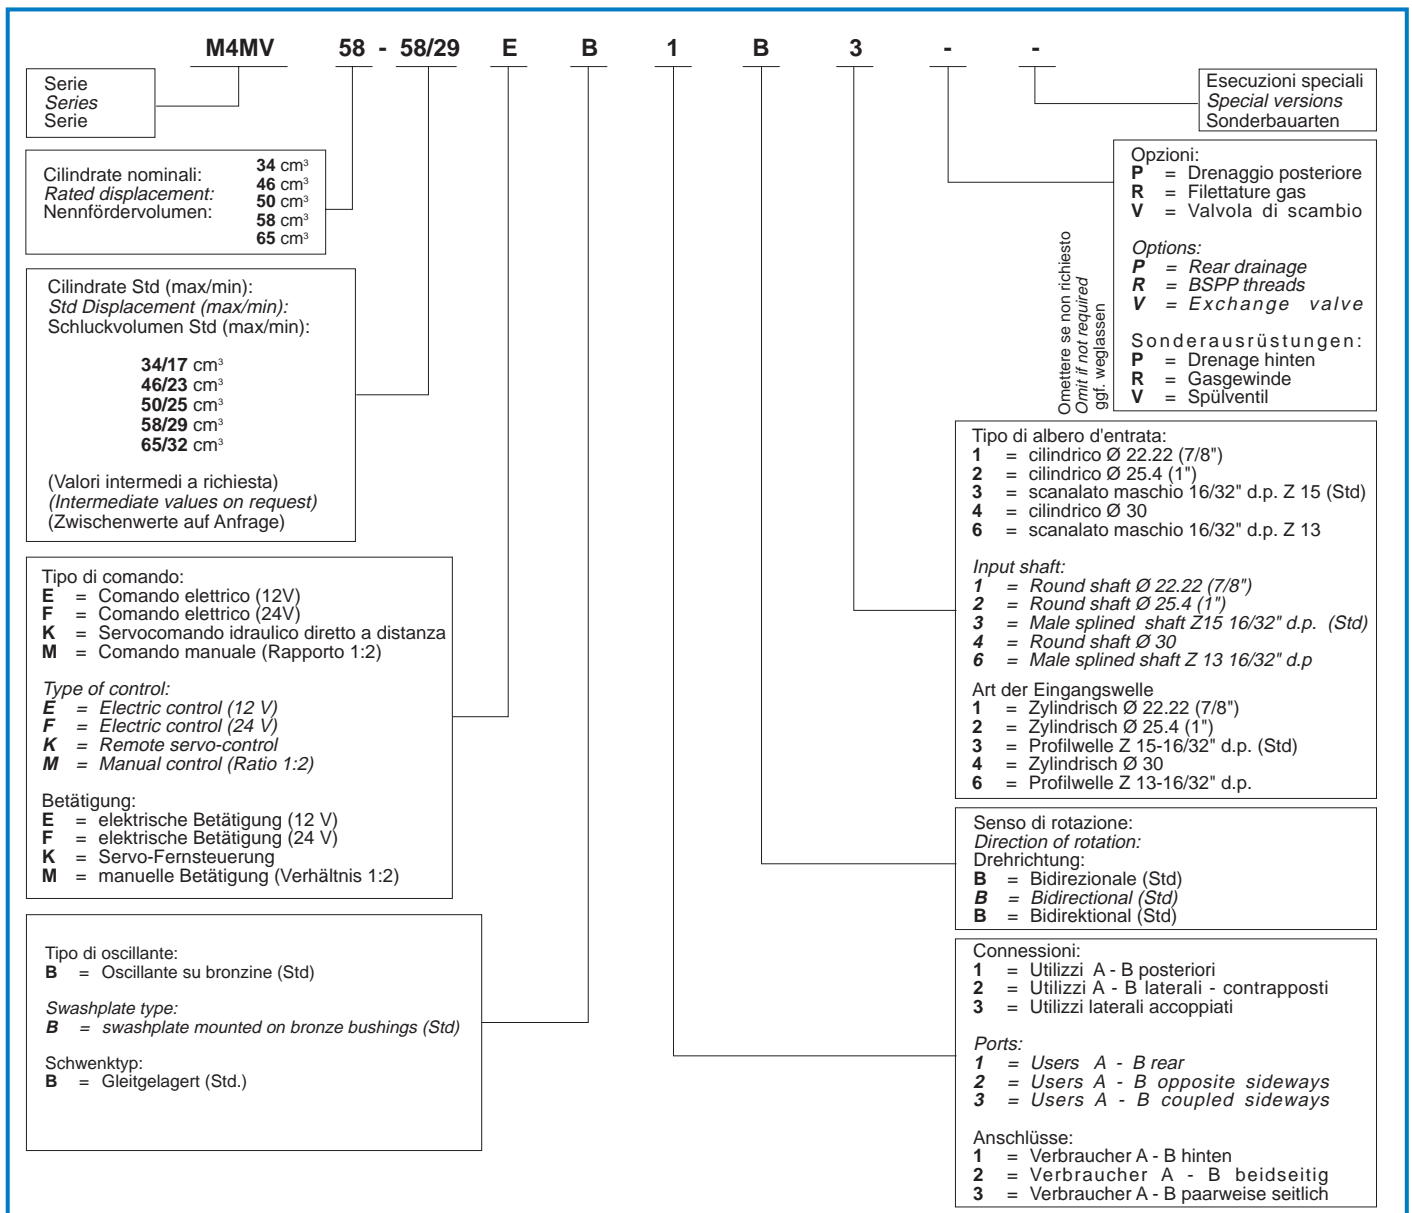 M4MV 58 - 58/29 E B 1 B 3 - -
Serie
Series
Serie
Cilindrate nominali:
Rated displacement:
Nennfördervolumen:
34 cm³
46 cm³
50 cm³
58 cm³
65 cm³
Cilindrate Std (max/min):
Std Displacement (max/min):
Schluckvolumen Std (max/min):
34/17 cm³
46/23 cm³
50/25 cm³
58/29 cm³
65/32 cm³
(Valori intermedi a richiesta)
(Intermediate values on request)
(Zwischenwerte auf Anfrage)
Tipo di comando:
E = Comando elettrico (12V)
F = Comando elettrico (24V)
K = Servocomando idraulico diretto a distanza
M = Comando manuale (Rapporto 1:2)
Type of control:
E = Electric control (12 V)
F = Electric control (24 V)
K = Remote servo-control
M = Manual control (Ratio 1:2)
Betätigung:
E = elektrische Betätigung (12 V)
F = elektrische Betätigung (24 V)
K = Servo-Fernsteuerung
M = manuelle Betätigung (Verhältnis 1:2)
Tipo di oscillante:
B = Oscillante su bronzine (Std)
Swashplate type:
B = swashplate mounted on bronze bushings (Std)
Schwenktyp:
B = Gleitgelagert (Std.)
Esecuzioni speciali
Special versions
Sonderbauarten
Opzioni:
P = Drenaggio posteriore
R = Filettature gas
V = Valvola di scambio
Options:
P = Rear drainage
R = BSPP threads
V = Exchange valve
Sonderausrüstungen:
P = Drenage hinten
R = Gasgewinde
V = Spülventil
Omettere se non richiesto
Omit if not required
ggf. weglassen
Tipo di albero d'entrata:
1 = cilindrico Ø 22.22 (7/8")
2 = cilindrico Ø 25.4 (1")
3 = scanalato maschio 16/32" d.p. Z 15 (Std)
4 = cilindrico Ø 30
6 = scanalato maschio 16/32" d.p. Z 13
Input shaft:
1 = Round shaft Ø 22.22 (7/8")
2 = Round shaft Ø 25.4 (1")
3 = Male splined shaft Z15 16/32" d.p. (Std)
4 = Round shaft Ø 30
6 = Male splined shaft Z 13 16/32" d.p
Art der Eingangswelle
1 = Zylindrisch Ø 22.22 (7/8")
2 = Zylindrisch Ø 25.4 (1")
3 = Profilwelle Z 15-16/32" d.p. (Std)
4 = Zylindrisch Ø 30
6 = Profilwelle Z 13-16/32" d.p.
Senso di rotazione:
Direction of rotation:
Drehrichtung:
B = Bidirezionale (Std)
B = Bidirectional (Std)
B = Bidirektional (Std)
Connessioni:
1 = Utilizzi A - B posteriori
2 = Utilizzi A - B laterali - contrapposti
3 = Utilizzi laterali accoppiati
Ports:
1 = Users A - B rear
2 = Users A - B opposite sideways
3 = Users A - B coupled sideways
Anschlüsse:
1 = Verbraucher A - B hinten
2 = Verbraucher A - B beidseitig
3 = Verbraucher A - B paarweise seitlich